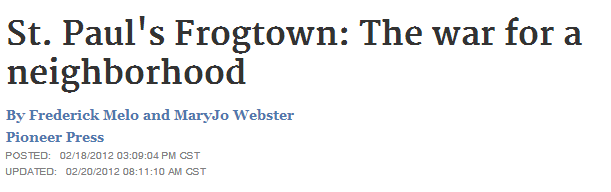 St. Paul's Frogtown: The war for a
neighborhood
By Frederick Melo and MaryJo Webster
Pioneer Press
POSTED: 02/18/2012 03:09:04 PM CST
UPDATED: 02/20/2012 08:11:10 AM CST